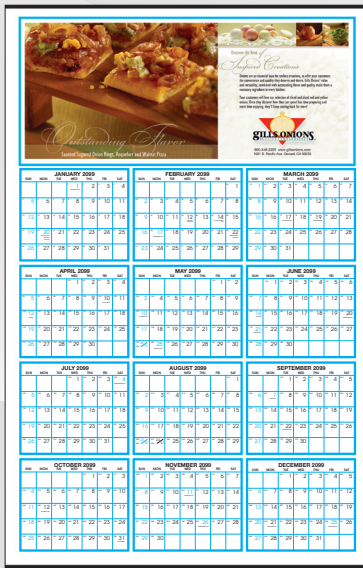 Discover the Best of
Inspired Creations
Outstanding Flavor
Toasted Sweet Onion Rings, Roquefort and Walnut Pizza
GILLS ONIONS
JANUARY 2099
SUN MON TUE WED THU FRI SAT
1 2 3 4
5 6 7 8 9 10 11
12 13 14 15 16 17 18
19 20 21 22 23 24 25
26 27 28 29 30 31
FEBRUARY 2099
SUN MON TUE WED THU FRI SAT
1
2 3 4 5 6 7 8
9 10 11 12 13 14 15
16 17 18 19 20 21 22
23 24 25 26 27 28
MARCH 2099
SUN MON TUE WED THU FRI SAT
1 2 3 4 5 6 7
8 9 10 11 12 13 14
15 16 17 18 19 20 21
22 23 24 25 26 27 28
29 30 31
APRIL 2099
SUN MON TUE WED THU FRI SAT
1 2 3 4
5 6 7 8 9 10 11
12 13 14 15 16 17 18
19 20 21 22 23 24 25
26 27 28 29 30
MAY 2099
SUN MON TUE WED THU FRI SAT
1 2
3 4 5 6 7 8 9
10 11 12 13 14 15 16
17 18 19 20 21 22 23
25 26 27 28 29 30
JUNE 2099
SUN MON TUE WED THU FRI SAT
1 2 3 4 5 6
7 8 9 10 11 12 13
14 15 16 17 18 19 20
21 22 23 24 25 26 27
28 29 30
JULY 2099
SUN MON TUE WED THU FRI SAT
1 2 3 4
5 6 7 8 9 10 11
12 13 14 15 16 17 18
19 20 21 22 23 24 25
26 27 28 29 30 31
AUGUST 2099
SUN MON TUE WED THU FRI SAT
1
2 3 4 5 6 7 8
9 10 11 12 13 14 15
16 17 18 19 20 21 22
25 26 27 28 29
SEPTEMBER 2099
SUN MON TUE WED THU FRI SAT
1 2 3 4 5
6 7 8 9 10 11 12
13 14 15 16 17 18 19
20 21 22 23 24 25 26
27 28 29 30
OCTOBER 2099
SUN MON TUE WED THU FRI SAT
1 2 3
4 5 6 7 8 9 10
11 12 13 14 15 16 17
18 19 20 21 22 23 24
25 26 27 28 29 30 31
NOVEMBER 2099
SUN MON TUE WED THU FRI SAT
1 2 3 4 5 6 7
8 9 10 11 12 13 14
15 16 17 18 19 20 21
22 23 24 25 26 27 28
29 30
DECEMBER 2099
SUN MON TUE WED THU FRI SAT
1 2 3 4 5
6 7 8 9 10 11 12
13 14 15 16 17 18 19
20 21 22 23 24 25 26
27 28 29 30 31